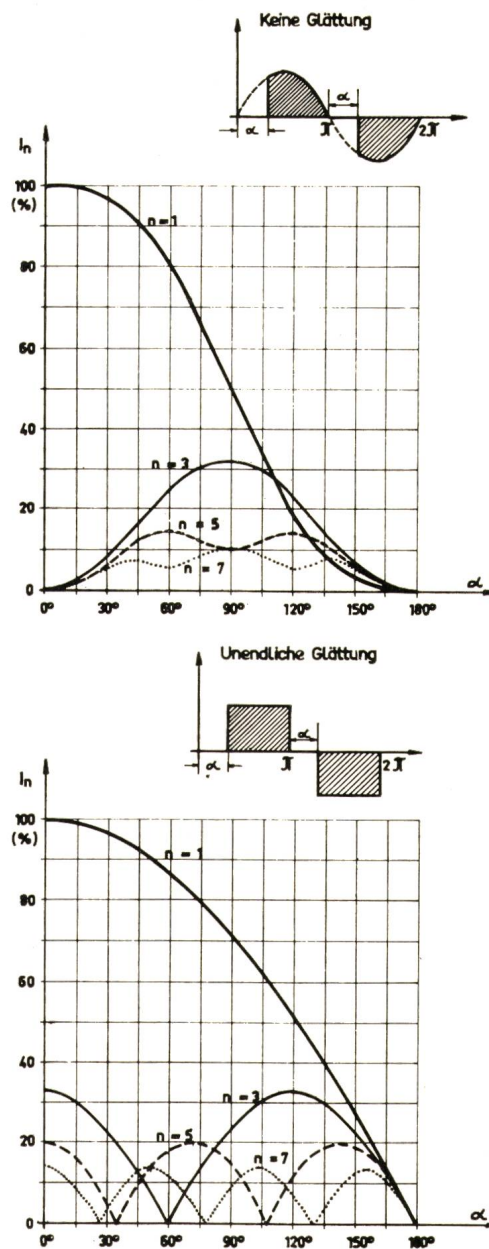 Keine Glättung
α
α
π
2π
In
100
(%)
n = 1
80
60
40
n = 3
20
n = 5
n = 7
0
α
0° 30° 60° 90° 120° 150° 180°
Unendliche Glättung
α
α
π
2π
In
100
(%)
n = 1
80
60
40
n = 3
20
n = 5
n = 7
0
α
0° 30° 60° 90° 120° 150° 180°